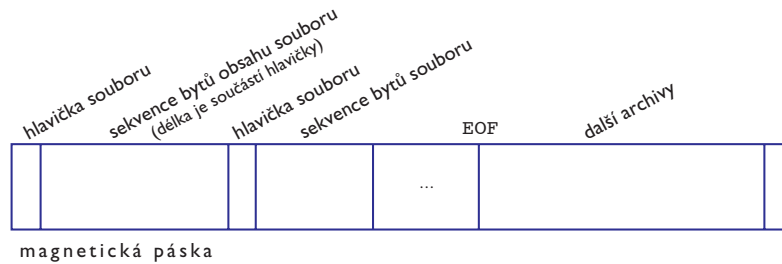 hlavička souboru
sekvence bytů obsahu souboru
(délka je součástí hlavičky)
hlavička souboru
sekvence bytů souboru
EOF
další archivy
...
magnetická páska